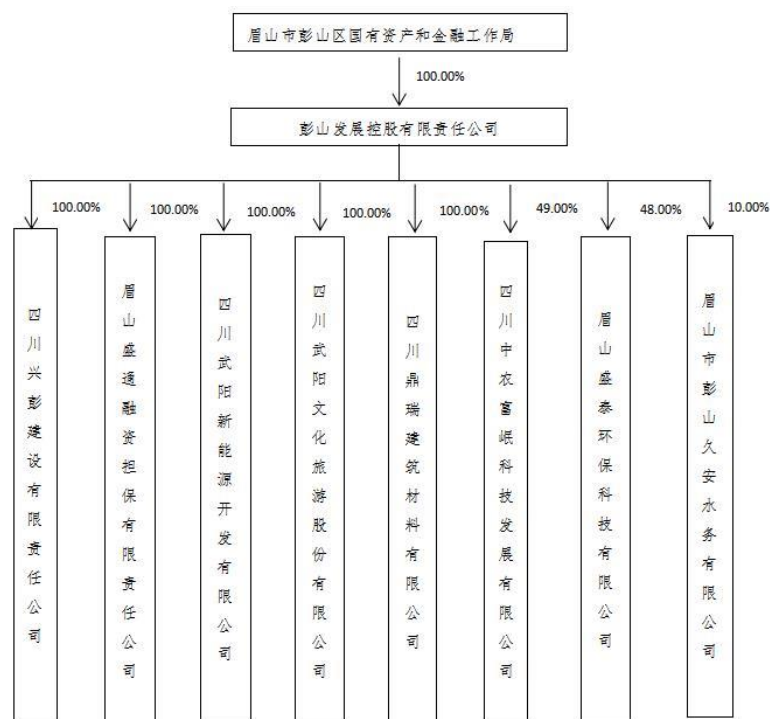 眉山市彭山区国有资产和金融工作局
100.00%
彭山发展控股有限责任公司
100.00%
100.00%
100.00%
100.00%
100.00%
49.00%
48.00%
10.00%
四川兴彭建设有限责任公司
眉山盛通融资担保有限责任公司
四川武阳新能源开发有限公司
四川武阳文化旅游股份有限公司
四川鼎瑞建筑材料有限公司
四川中农富岷科技发展有限公司
眉山盛泰环保科技有限公司
眉山市彭山久安水务有限公司